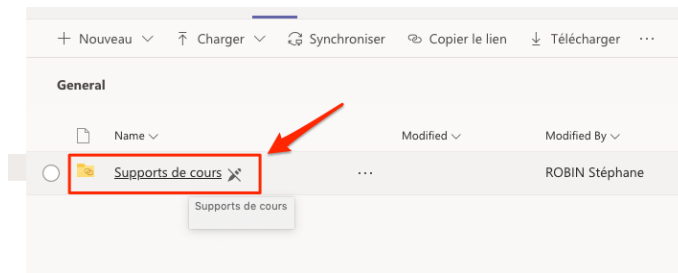 Nouveau Charger Synchroniser Copier le lien Télécharger ...
General
Name Modified Modified By
Supports de cours ... ROBIN Stéphane
Supports de cours